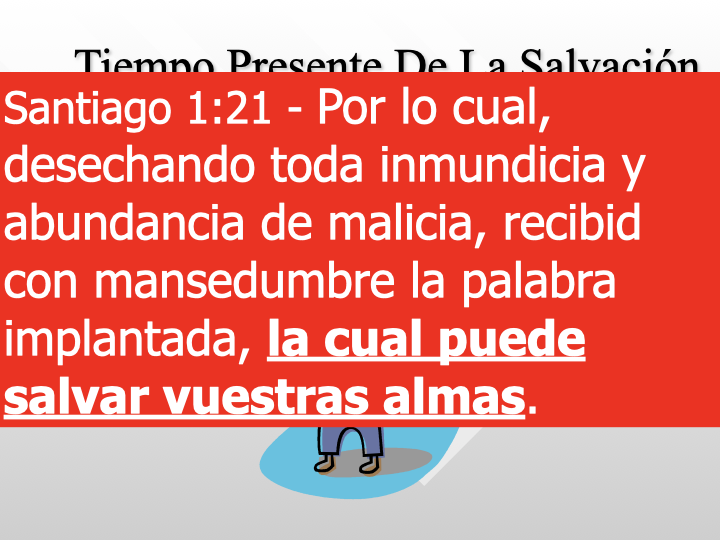 Tiempo Presente De La Salvación
Santiago 1:21 - Por lo cual,
desechando toda inmundicia y
abundancia de malicia, recibid
con mansedumbre la palabra
implantada, la cual puede
salvar vuestras almas.